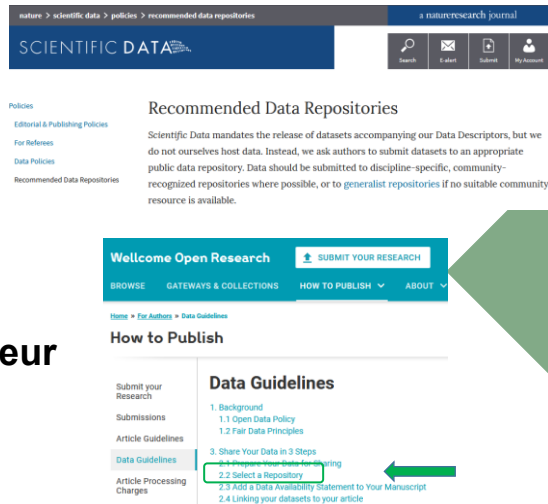 nature > scientific data > policies > recommended data repositories
a natureresearch journal
SCIENTIFIC DATA
Search
E-alert
Submit
My Account
Policies
Editorial & Publishing Policies
For Referees
Data Policies
Recommended Data Repositories
Recommended Data Repositories
Scientific Data mandates the release of datasets accompanying our Data Descriptors, but we
do not ourselves host data. Instead, we ask authors to submit datasets to an appropriate
public data repository. Data should be submitted to discipline-specific, community-
recognized repositories where possible, or to generalist repositories if no suitable community
resource is available.
Wellcome Open Research
SUBMIT YOUR RESEARCH
BROWSE
GATEWAYS & COLLECTIONS
HOW TO PUBLISH
ABOUT
Home » For Authors » Data Guidelines
How to Publish
eur
Submit your
Research
Submissions
Article Guidelines
Data Guidelines
Article Processing
Charges
Data Guidelines
1. Background
1.1 Open Data Policy
1.2 Fair Data Principles
3. Share Your Data in 3 Steps
2.1 Prepare Your Data for Sharing
2.2 Select a Repository
2.3 Add a Data Availability Statement to Your Manuscript
2.4 Linking your datasets to your article